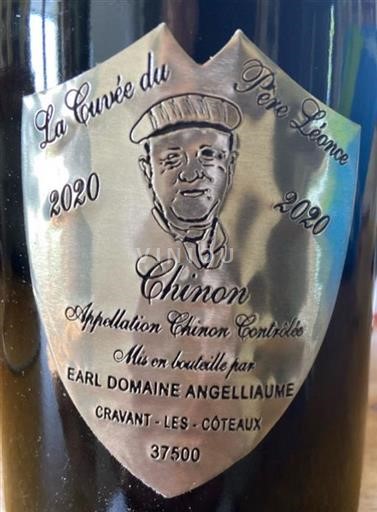 La Cuvée du Père Léonce
2020 2020
VINOU
Chinon
Appellation Chinon Contrôlée
Mis en bouteille par
EARL DOMAINE ANGELLIAUME
CRAVANT - LES - CÔTEAUX
37500